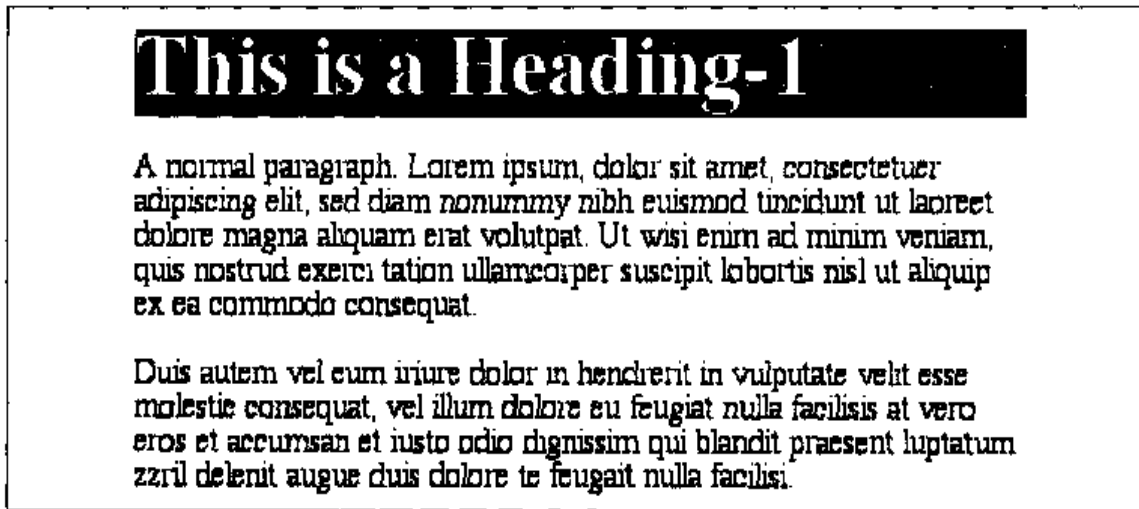 This is a Heading-1
A normal paragraph. Lorem ipsum, dolor sit amet, consectetuer
adipiscing elit, sed diam nonummy nibh euismod tincidunt ut laoreet
dolore magna aliquam erat volutpat. Ut wisi enim ad minim veniam,
quis nostrud exerci tation ullamcorper suscipit lobortis nisl ut aliquip
ex ea commodo consequat.
Duis autem vel eum iriure dolor in hendrerit in vulputate velit esse
molestie consequat, vel illum dolore eu feugiat nulla facilisis at vero
eros et accumsan et iusto odio dignissim qui blandit praesent luptatum
zzril delenit augue duis dolore te feugait nulla facilisi.